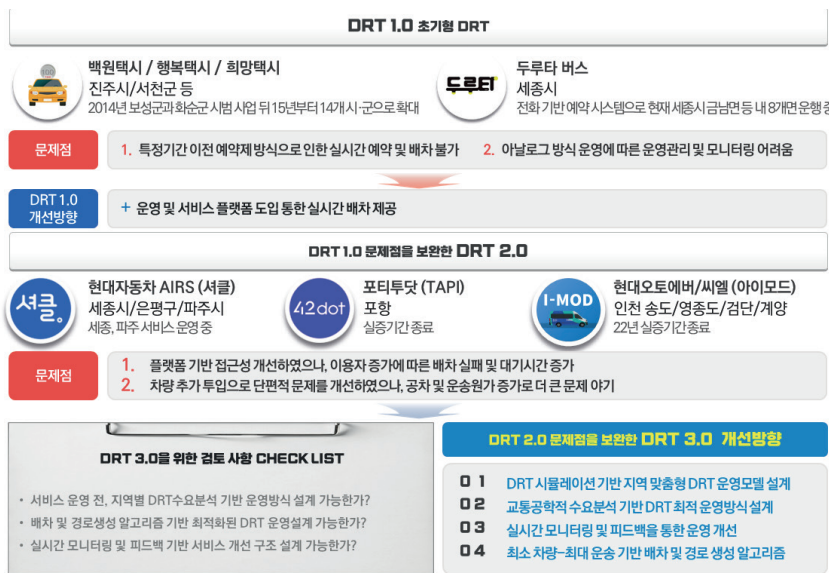 DRT 1.0 초기형 DRT
백원택시 / 행복택시 / 희망택시
진주시/서천군 등
2014년 보성군과 화순군 시범 사업 뒤 15년부터 14개 시·군으로 확대
두루타
두루타 버스
세종시
전화 기반 예약 시스템으로 현재 세종시 금남면 등 내 8개면 운행 중
문제점
1. 특정기간 이전 예약제 방식으로 인한 실시간 예약 및 배차 불가
2. 아날로그 방식 운영에 따른 운영관리 및 모니터링 어려움
DRT 1.0
개선방향
+ 운영 및 서비스 플랫폼 도입 통한 실시간 배차 제공
DRT 1.0 문제점을 보완한 DRT 2.0
셔클.
현대자동차 AIRS (셔클)
세종시/은평구/파주시
세종, 파주 서비스 운영 중
42dot
포티투닷 (TAPI)
포항
실증기간 종료
I-MOD
현대오토에버/씨엘 (아이모드)
인천 송도/영종도/검단/계양
22년 실증기간 종료
문제점
1. 플랫폼 기반 접근성 개선하였으나, 이용자 증가에 따른 배차 실패 및 대기시간 증가
2. 차량 추가 투입으로 단편적 문제를 개선하였으나, 공차 및 운송원가 증가로 더 큰 문제 야기
DRT 3.0을 위한 검토 사항 CHECK LIST
• 서비스 운영 전, 지역별 DRT수요분석 기반 운영방식 설계 가능한가?
• 배차 및 경로생성 알고리즘 기반 최적화된 DRT 운영설계 가능한가?
• 실시간 모니터링 및 피드백 기반 서비스 개선 구조 설계 가능한가?
DRT 2.0 문제점을 보완한 DRT 3.0 개선방향
01 DRT 시뮬레이션 기반 지역 맞춤형 DRT 운영모델 설계
02 교통공학적 수요분석 기반 DRT 최적 운영방식 설계
03 실시간 모니터링 및 피드백을 통한 운영 개선
04 최소 차량-최대 운송 기반 배차 및 경로 생성 알고리즘